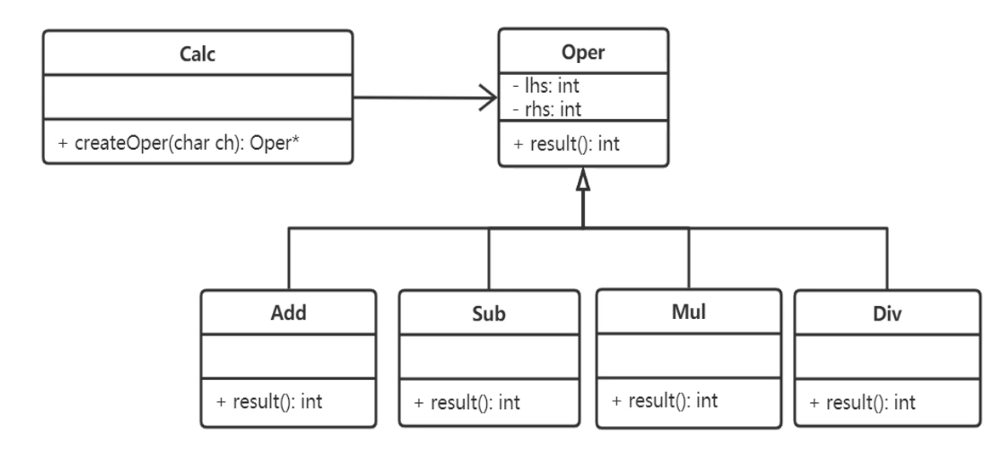 Calc
+ createOper(char ch): Oper*
Oper
- lhs: int
- rhs: int
+ result(): int
Add
+ result(): int
Sub
+ result(): int
Mul
+ result(): int
Div
+ result(): int